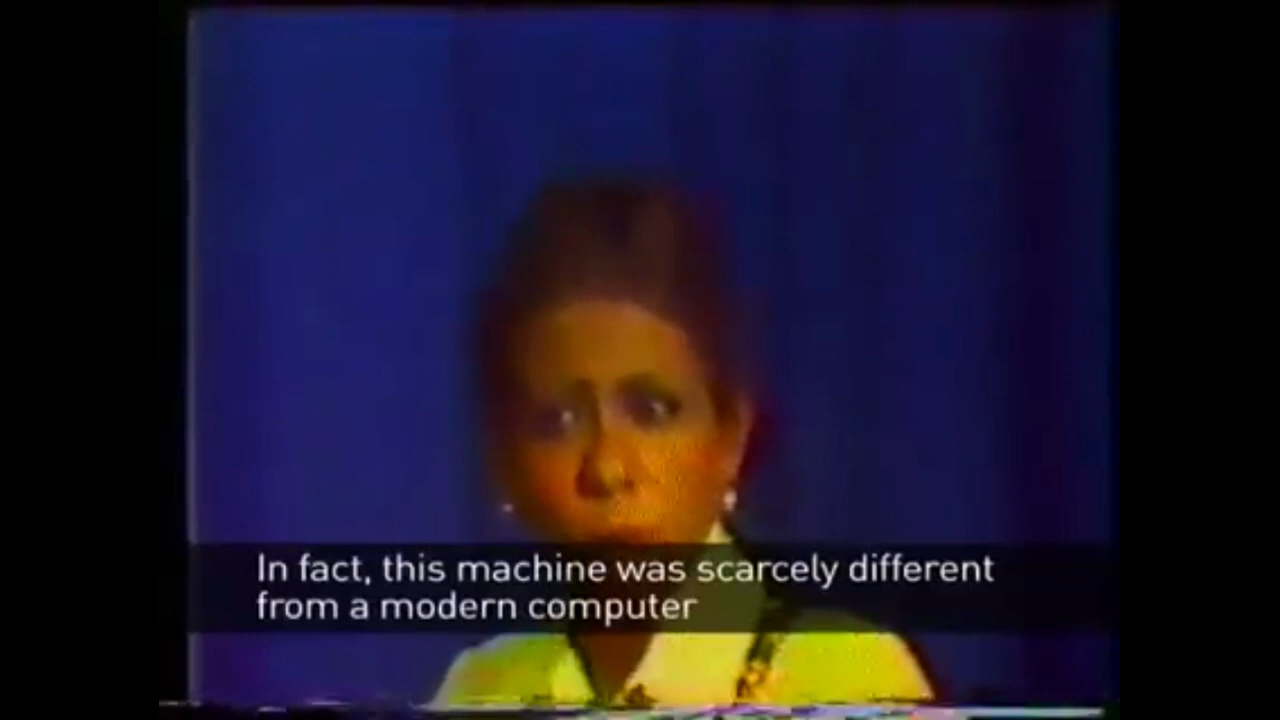 In fact, this machine was scarcely different
from a modern computer